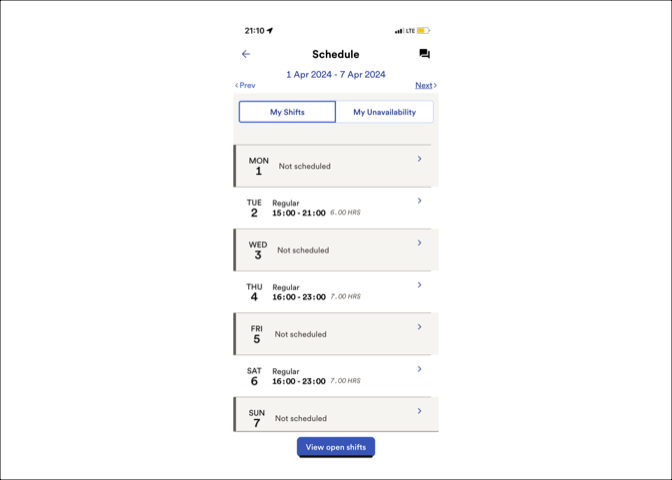 21:10 LTE
Schedule
1 Apr 2024 - 7 Apr 2024
Prev Next
My Shifts My Unavailability
MON
1 Not scheduled
TUE Regular
2 15:00 - 21:00 6.00 HRS
WED
3 Not scheduled
THU Regular
4 16:00 - 23:00 7.00 HRS
FRI
5 Not scheduled
SAT Regular
6 16:00 - 23:00 7.00 HRS
SUN
7 Not scheduled
View open shifts